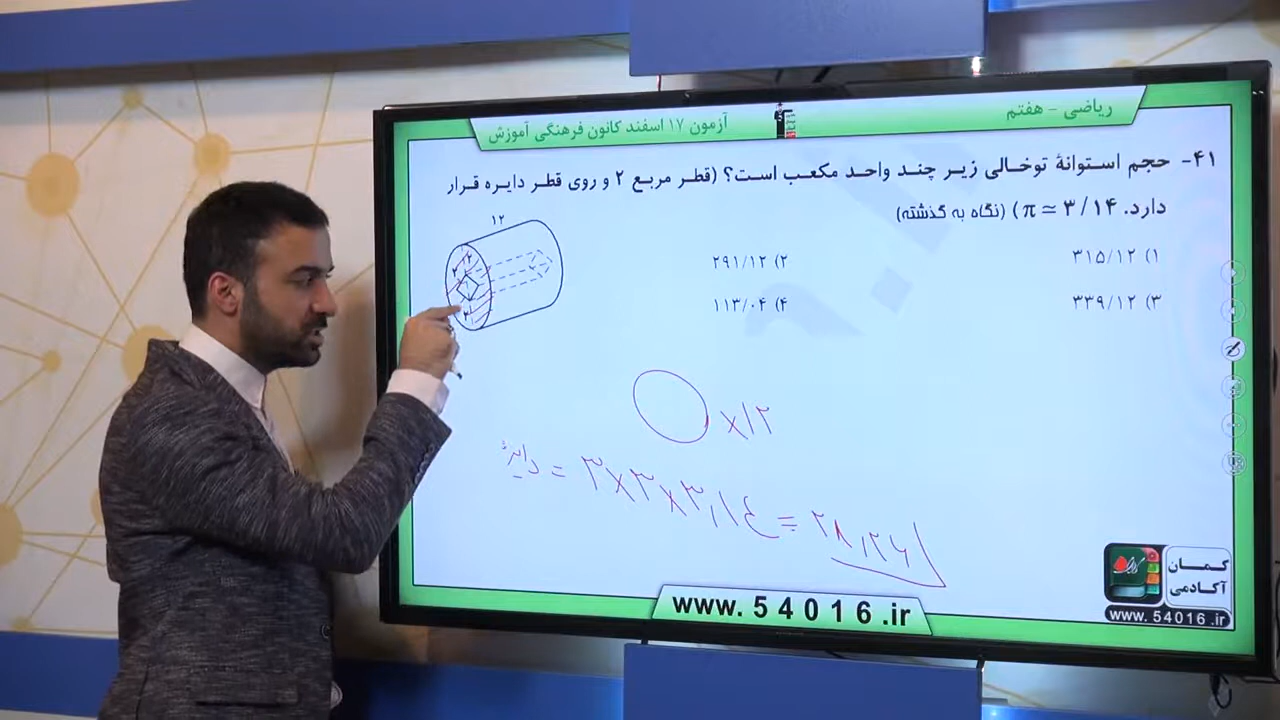 ریاضی - هفتم
آزمون ۱۷ اسفند کانون فرهنگی آموزش
۴۱- حجم استوانهٔ توخالی زیر چند واحد مکعب است؟ (قطر مربع ۲ و روی قطر دایره قرار
دارد. π ≃ ۳/۱۴) (نگاه به گذشته)
۱) ۳۱۵/۱۲
۲) ۲۹۱/۱۲
۳) ۳۳۹/۱۲
۴) ۱۱۳/۰۴
۱۲
۲
۲
×۱۲
دایرهٔ = ۳×۳×۳,۱۴ = ۲۸,۲۶
کمان
آکادمی
www. 54016 .ir
www. 54016 .ir